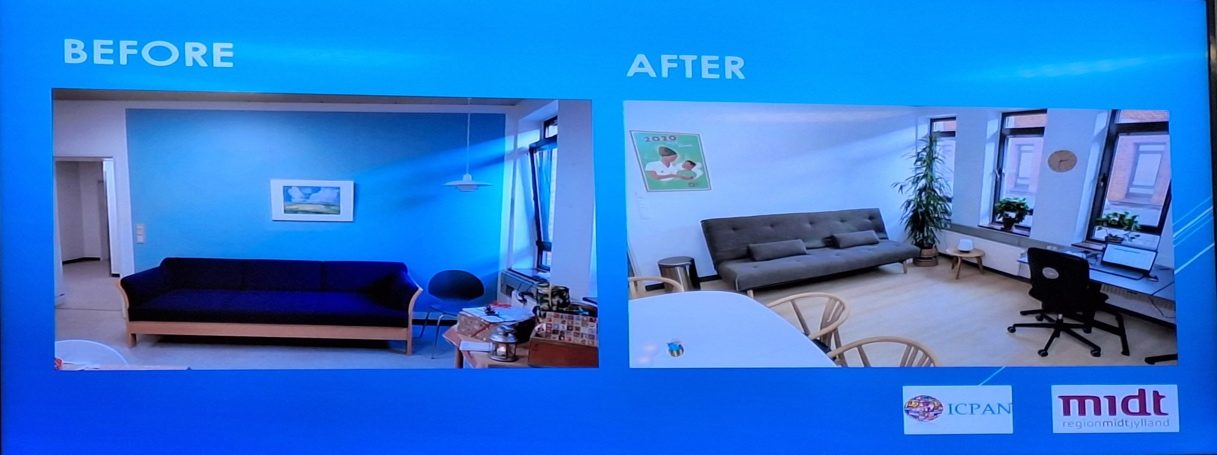 BEFORE
AFTER
2020
ICPAN
midt
regionmidtjylland